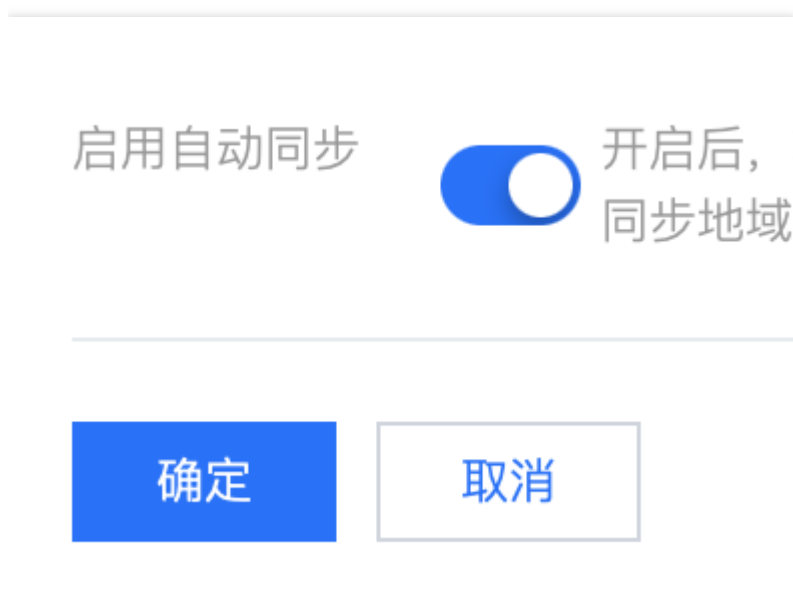 启用自动同步
开启后，
同步地域
确定
取消